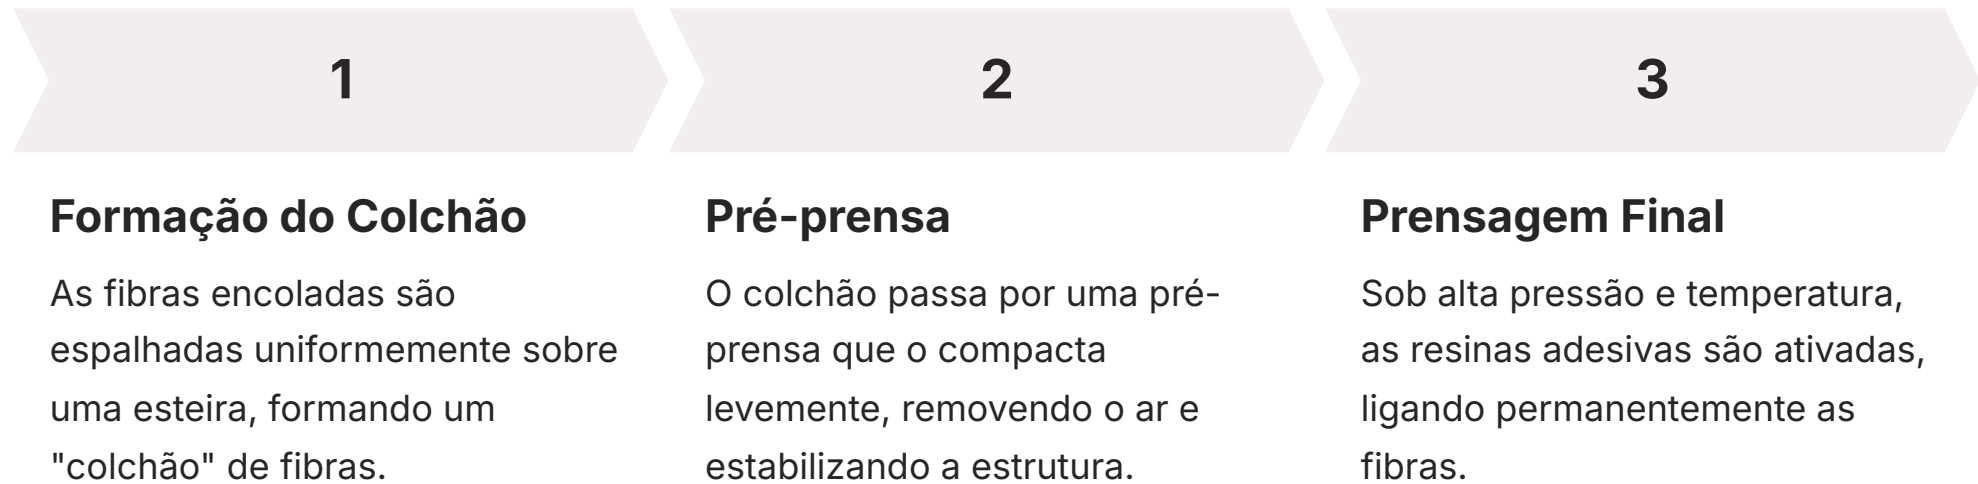 1
Formação do Colchão
As fibras encoladas são
espalhadas uniformemente sobre
uma esteira, formando um
"colchão" de fibras.
2
Pré-prensa
O colchão passa por uma pré-
prensa que o compacta
levemente, removendo o ar e
estabilizando a estrutura.
3
Prensagem Final
Sob alta pressão e temperatura,
as resinas adesivas são ativadas,
ligando permanentemente as
fibras.